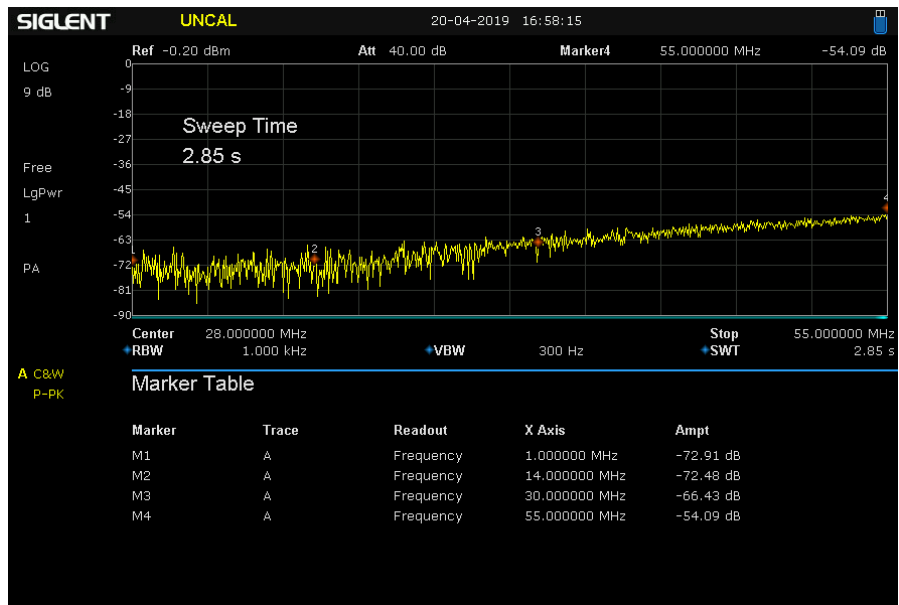 SIGLENT UNCAL 20-04-2019 16:58:15
Ref -0.20 dBm Att 40.00 dB Marker4 55.000000 MHz -54.09 dB
LOG
9 dB
Free
LgPwr
1
PA
A C&W
P-PK
0
-9
-18
-27
-36
-45
-54
-63
-72
-81
-90
Sweep Time
2.85 s
2
3
4
Center 28.000000 MHz Stop 55.000000 MHz
RBW 1.000 kHz VBW 300 Hz SWT 2.85 s
Marker Table
Marker Trace Readout X Axis Ampt
M1 A Frequency 1.000000 MHz -72.91 dB
M2 A Frequency 14.000000 MHz -72.48 dB
M3 A Frequency 30.000000 MHz -66.43 dB
M4 A Frequency 55.000000 MHz -54.09 dB